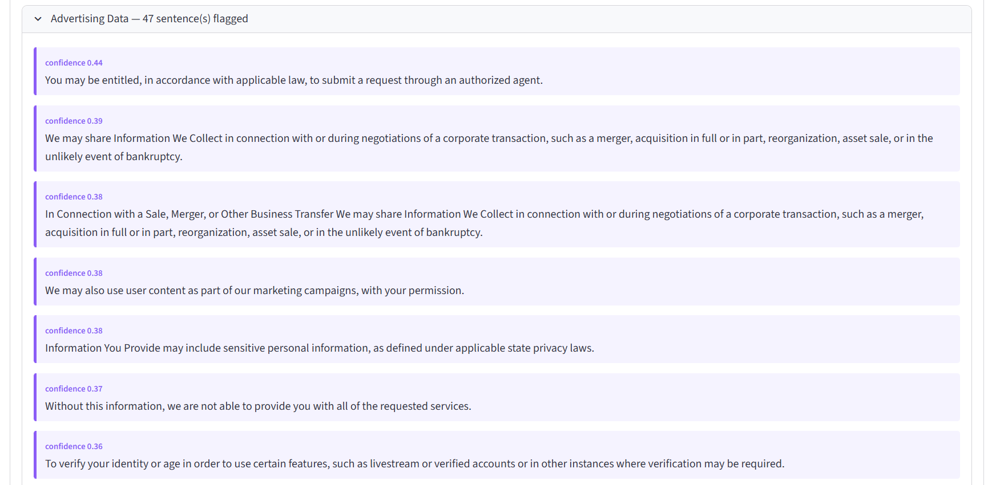 Advertising Data — 47 sentence(s) flagged
confidence 0.44
You may be entitled, in accordance with applicable law, to submit a request through an authorized agent.
confidence 0.39
We may share Information We Collect in connection with or during negotiations of a corporate transaction, such as a merger, acquisition in full or in part, reorganization, asset sale, or in the
unlikely event of bankruptcy.
confidence 0.38
In Connection with a Sale, Merger, or Other Business Transfer We may share Information We Collect in connection with or during negotiations of a corporate transaction, such as a merger,
acquisition in full or in part, reorganization, asset sale, or in the unlikely event of bankruptcy.
confidence 0.38
We may also use user content as part of our marketing campaigns, with your permission.
confidence 0.38
Information You Provide may include sensitive personal information, as defined under applicable state privacy laws.
confidence 0.37
Without this information, we are not able to provide you with all of the requested services.
confidence 0.36
To verify your identity or age in order to use certain features, such as livestream or verified accounts or in other instances where verification may be required.